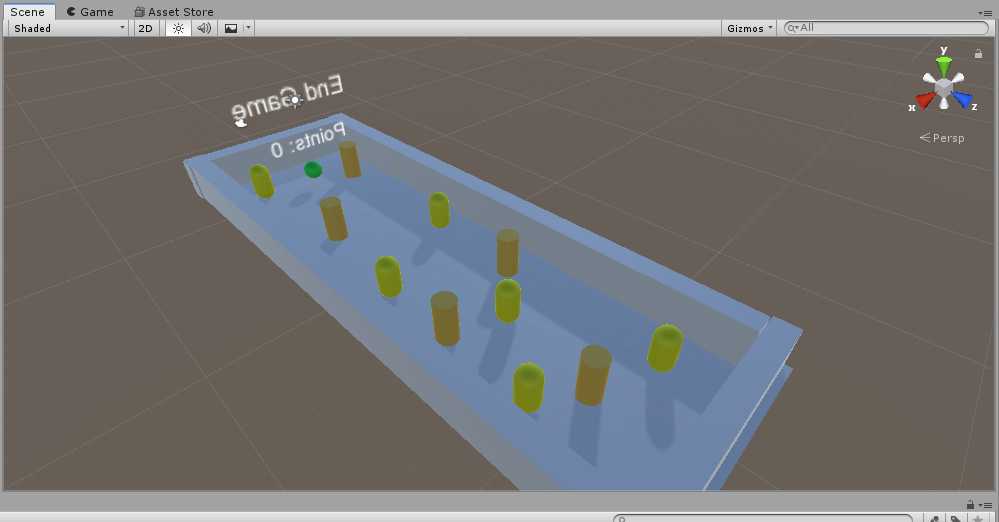 Scene Game Asset Store
Shaded 2D Gizmos All
y
x z
Persp
End Game
Points: 0